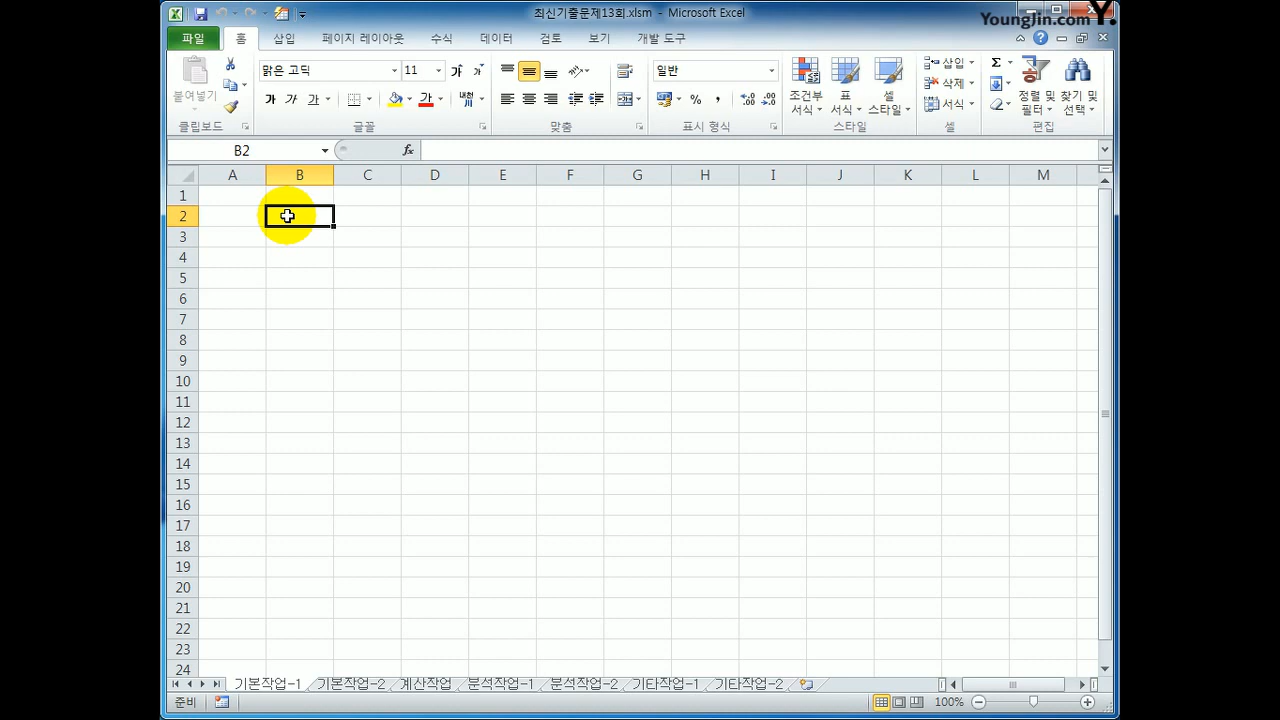 최신기출문제13회.xlsm - Microsoft Excel
YoungJin.com Y.
파일 홈 삽입 페이지 레이아웃 수식 데이터 검토 보기 개발 도구
붙여넣기
클립보드
맑은 고딕 11
가 가 가 가 가 가 내천
글꼴
맞춤
일반
% ,
표시 형식
조건부 서식
표 서식
셀 스타일
스타일
삽입
삭제
서식
셀
Σ
정렬 및 필터
찾기 및 선택
편집
B2 fx
A B C D E F G H I J K L M
1
2
3
4
5
6
7
8
9
10
11
12
13
14
15
16
17
18
19
20
21
22
23
24
기본작업-1 기본작업-2 계산작업 분석작업-1 분석작업-2 기타작업-1 기타작업-2
준비 100%